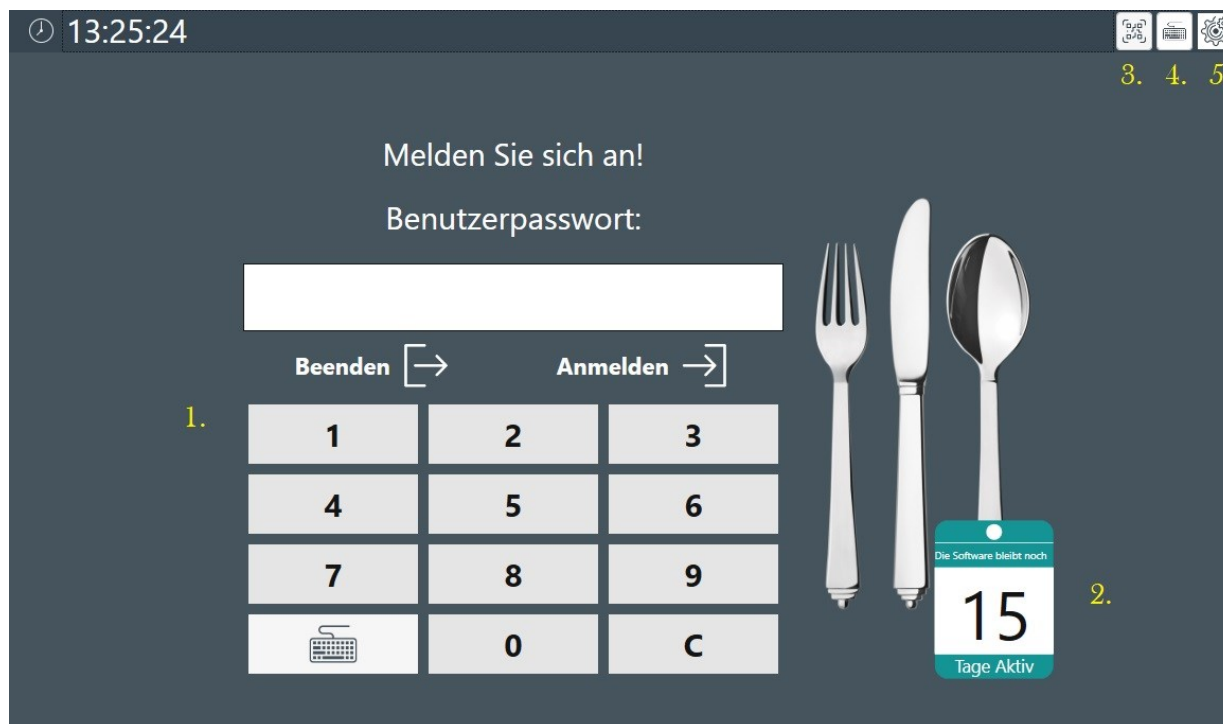 13:25:24
3. 4. 5
Melden Sie sich an!
Benutzerpasswort:
Beenden Anmelden
1.
1 2 3
4 5 6
7 8 9
0 C
Die Software bleibt noch
15
Tage Aktiv
2.